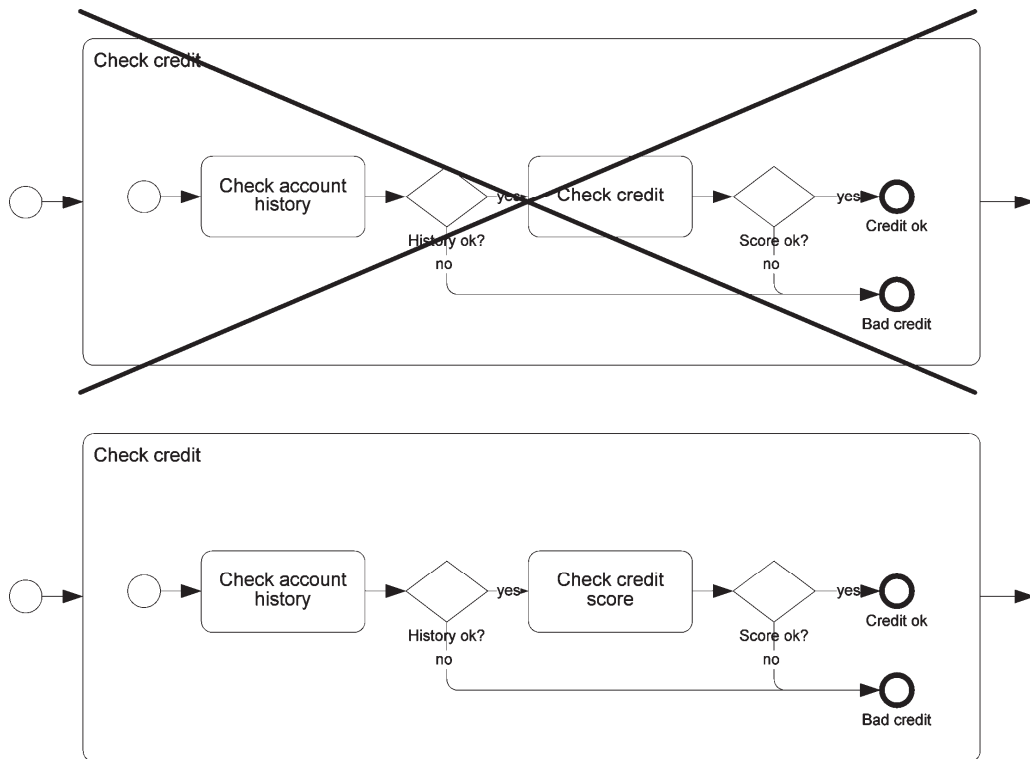 Check credit
Check account
history
yes
Check credit
yes
History ok?
Score ok?
Credit ok
no
no
Bad credit
Check credit
Check account
history
yes
Check credit
score
yes
History ok?
Score ok?
Credit ok
no
no
Bad credit